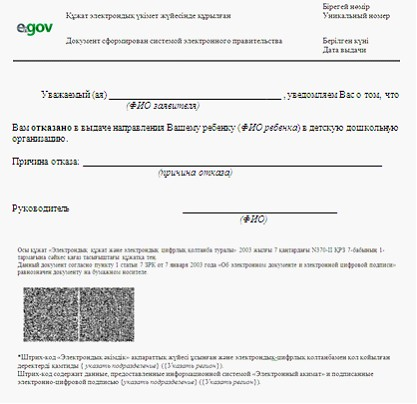 Бірегей нөмір
Құжат электрондық үкімет жүйесінде құрылған
Уникальный номер
egov
Документ сформирован системой электронного правительства
Берілген күні
Дата выдачи
Уважаемый (ая) , уведомляем Вас о том, что
(ФИО заявителя)
Вам отказано в выдаче направления Вашему ребенку (ФИО ребенка) в детскую дошкольную
организацию.
Причина отказа:
(причина отказа)
Руководитель
(ФИО)
Осы құжат «Электрондық құжат және электрондық цифрлық қолтаңба туралы» 2003 жылғы 7 қаңтардағы N370-II ҚРЗ 7-бабының 1-
тармағына сәйкес қағаз тасығыштағы құжатқа тең.
Данный документ согласно пункту 1 статьи 7 ЗРК от 7 января 2003 года «Об электронном документе и электронной цифровой подписи»
равнозначен документу на бумажном носителе.
*Штрих-код «Электрондық әкімдік» ақпараттық жүйесі ұсынған және электрондық-цифрлық қолтаңбамен қол қойылған
деректерді қамтиды ( указать подразделение) ([Указать регион]).
Штрих-код содержит данные, предоставленные информационной системой «Электронный акимат» и подписанные
электронно-цифровой подписью (указать подразделение) ([Указать регион]).